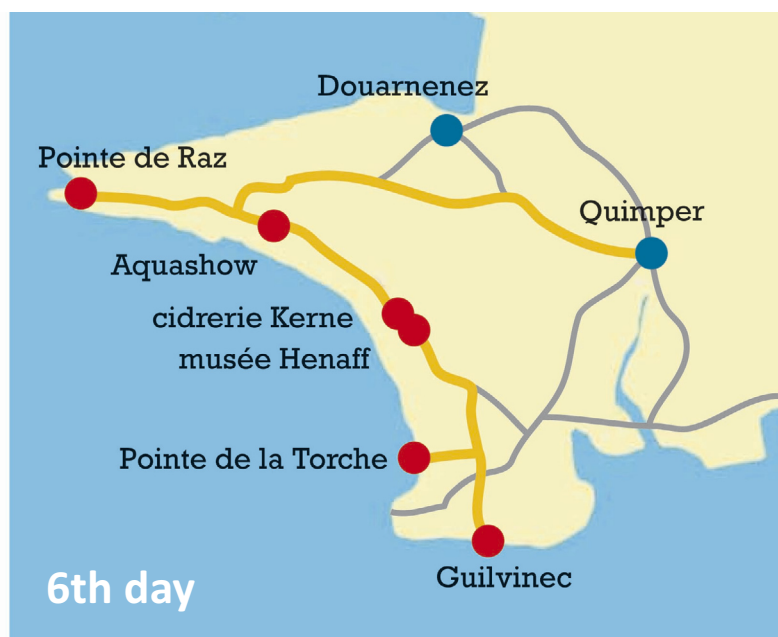 Douarnenez
Pointe de Raz
Quimper
Aquashow
cidrerie Kerne
musée Henaff
Pointe de la Torche
Guilvinec
6th day